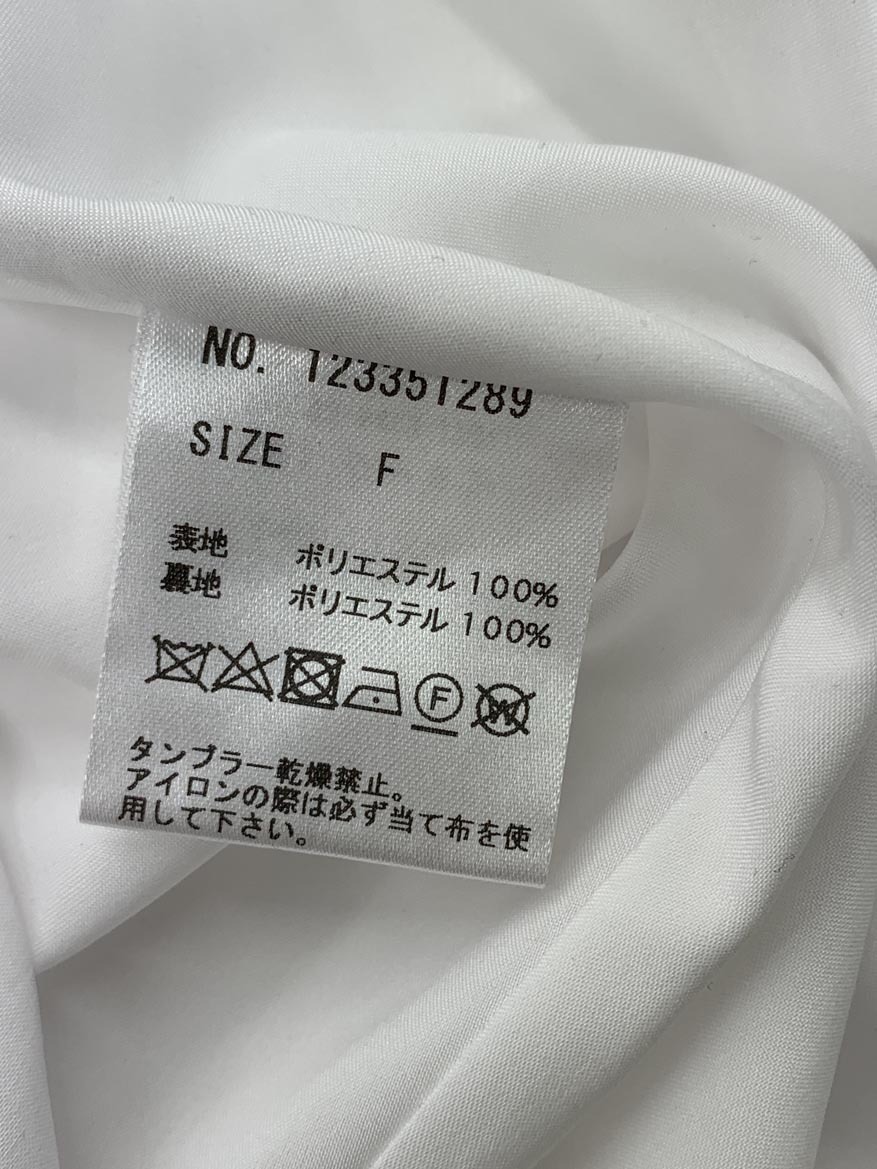 NO. 123351289
SIZE F
表地 ポリエステル 100%
裏地 ポリエステル 100%
F W
タンブラー乾燥禁止。
アイロンの際は必ず当て布を使
用して下さい。